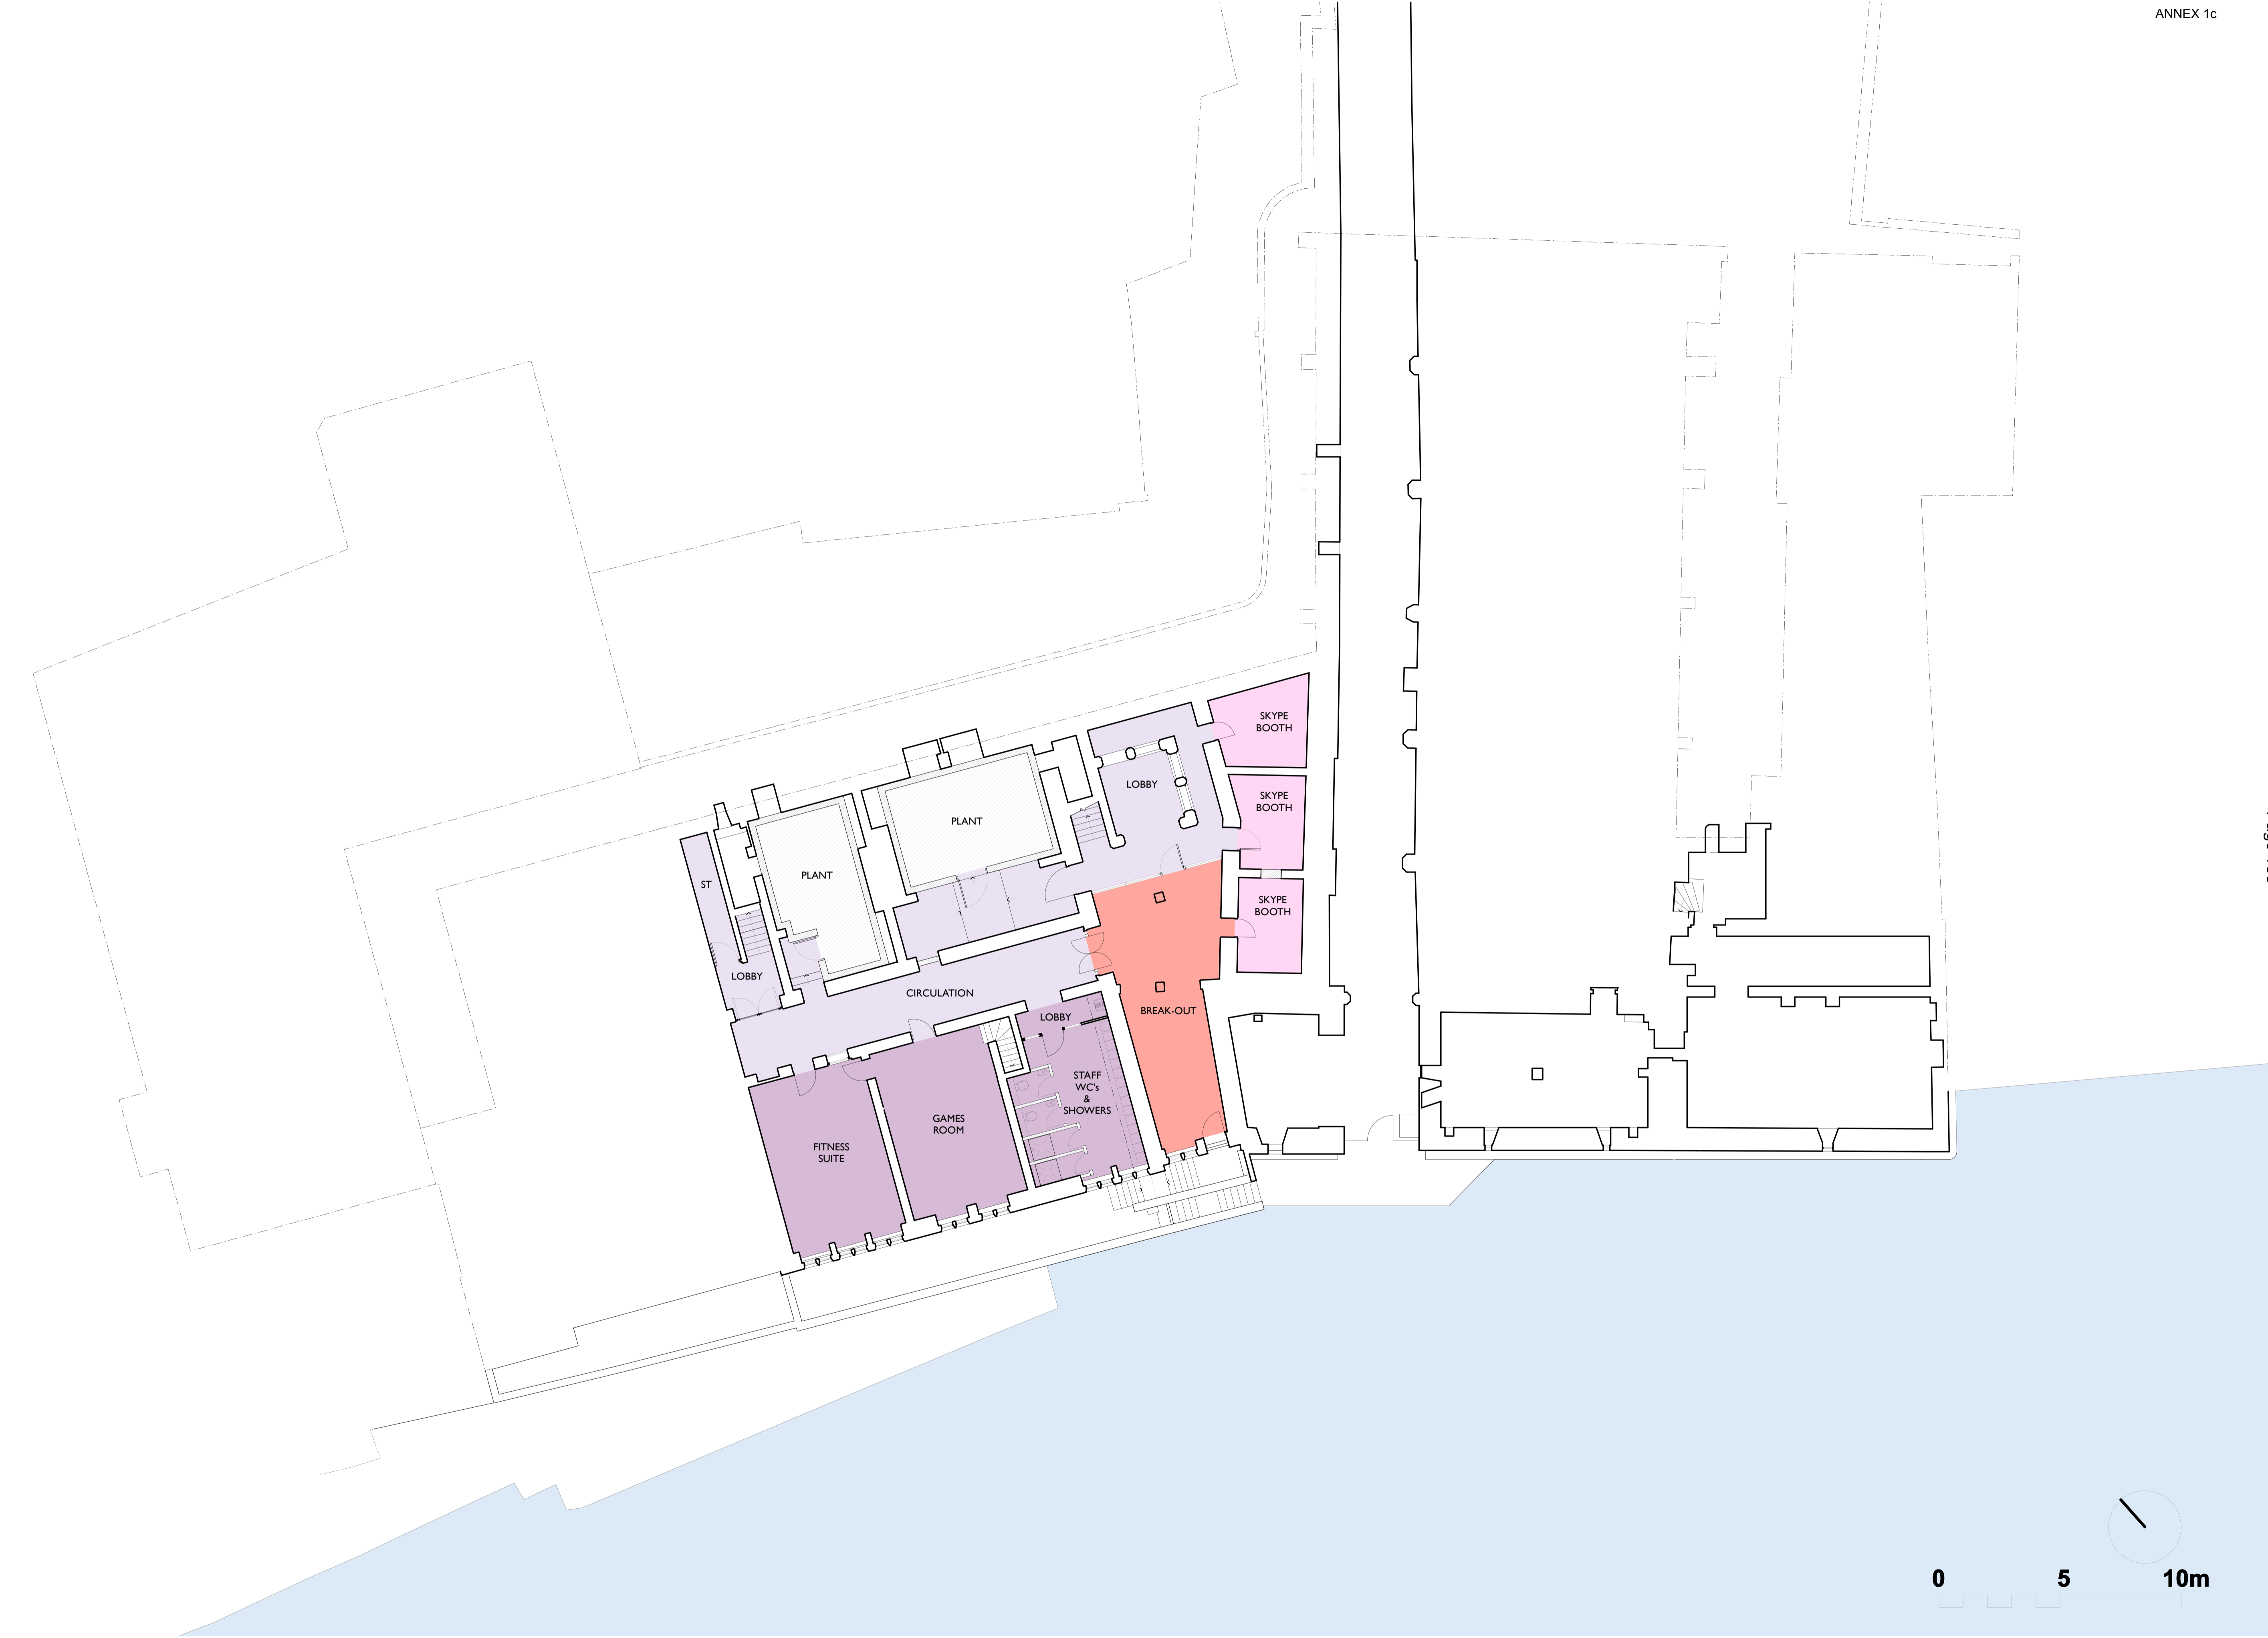 ANNEX 1c
SKYPE
BOOTH
LOBBY
SKYPE
BOOTH
PLANT
PLANT
ST
SKYPE
BOOTH
LOBBY
CIRCULATION
BREAK-OUT
LOBBY
STAFF
WC's
&
SHOWERS
GAMES
ROOM
FITNESS
SUITE
0 5 10m